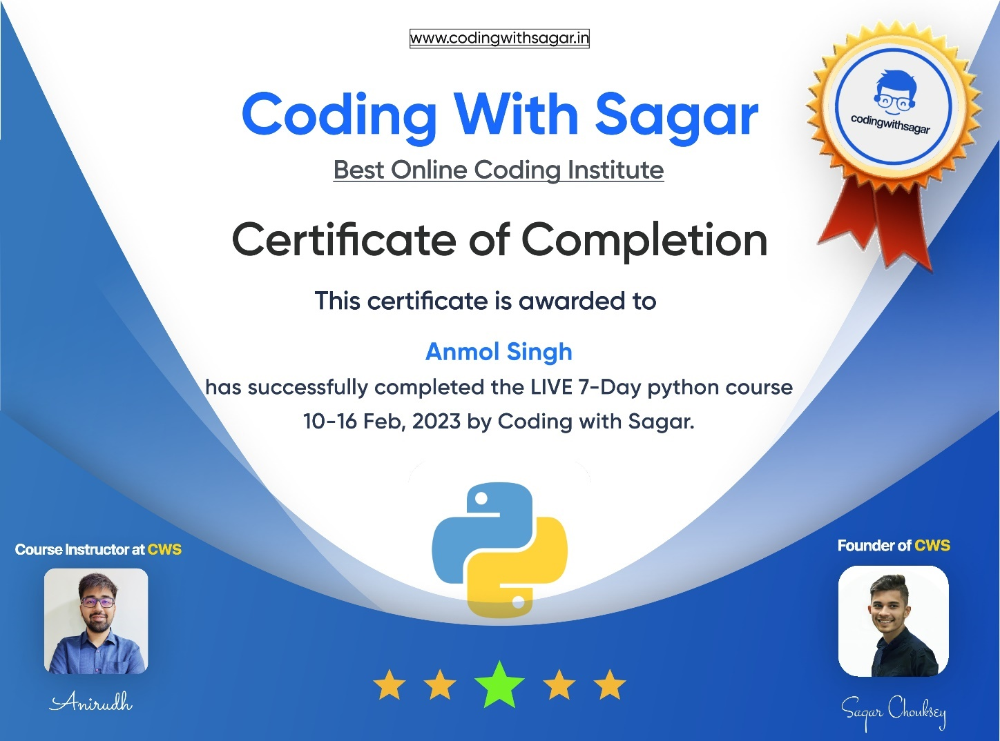 www.codingwithsagar.in
Coding With Sagar
codingwithsagar
Best Online Coding Institute
Certificate of Completion
This certificate is awarded to
Anmol Singh
has successfully completed the LIVE 7-Day python course
10-16 Feb, 2023 by Coding with Sagar.
Course Instructor at CWS
Anirudh
Founder of CWS
Sagar Chouksey